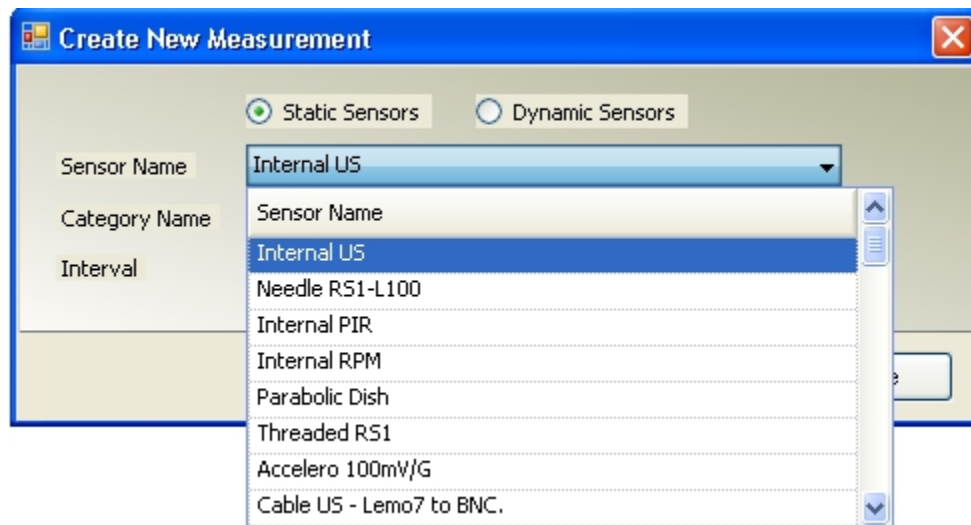 Create New Measurement
Static Sensors Dynamic Sensors
Sensor Name Internal US
Category Name
Interval
Sensor Name
Internal US
Needle RS1-L100
Internal PIR
Internal RPM
Parabolic Dish
Threaded RS1
Accelero 100mV/G
Cable US - Lemo7 to BNC.